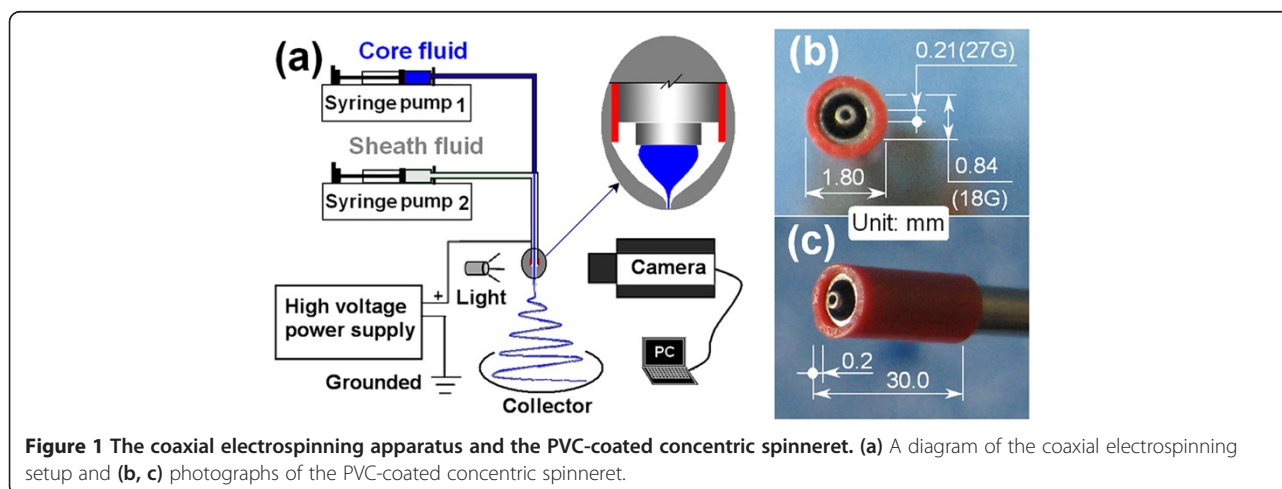 (a)
Core fluid
Syringe pump 1
Sheath fluid
Syringe pump 2
High voltage
power supply
+
Grounded
Light
Collector
Camera
PC
(b)
0.21(27G)
0.84
(18G)
1.80
Unit: mm
(c)
0.2
30.0
Figure 1 The coaxial electrospinning apparatus and the PVC-coated concentric spinneret. (a) A diagram of the coaxial electrospinning
setup and (b, c) photographs of the PVC-coated concentric spinneret.